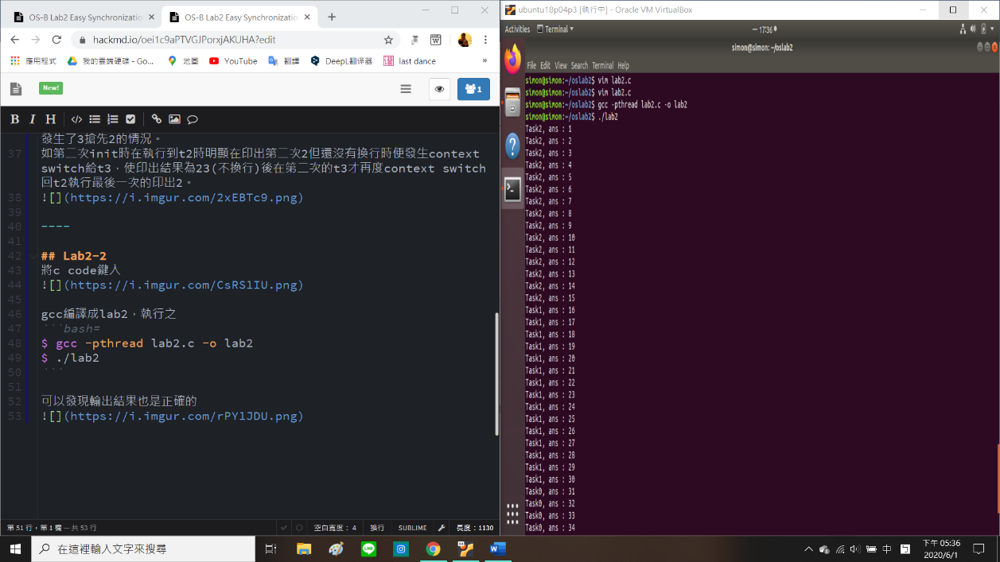 OS-B Lab2 Easy Synchronizatio
OS-B Lab2 Easy Synchronizatio
hackmd.io/oei1c9aPTVGJPorxjAKUHA?edit
應用程式
我的雲端硬碟 - Go...
地圖
YouTube
翻譯
DeepL翻译器
last dance
»
New!
1
B I H
發生了3搶先2的情況。
37 如第二次init時在執行到t2時明顯在印出第二次2但還沒有換行時便發生context
switch給t3，使印出結果為23(不換行)後在第二次的t3才再度context switch
回t2執行最後一次的印出2。
38 ![](https://i.imgur.com/2xEBTc9.png)
39
40 ----
41
42 ## Lab2-2
43 將c code鍵入
44 ![](https://i.imgur.com/CsRSlIU.png)
45
46 gcc編譯成lab2，執行之
47 ```bash=
48 $ gcc -pthread lab2.c -o lab2
49 $ ./lab2
50 ```
51
52 可以發現輸出結果也是正確的
53 ![](https://i.imgur.com/rPYlJDU.png)
第 51 行，第 1 欄 — 共 53 行
空白寬度： 4
換行
SUBLIME
長度：1130
ubuntu18p04p3 [執行中] - Oracle VM VirtualBox
Activities
Terminal
17:36
simon@simon: ~/oslab2
File Edit View Search Terminal Help
simon@simon:~/oslab2$ vim lab2.c
simon@simon:~/oslab2$ vim lab2.c
simon@simon:~/oslab2$ gcc -pthread lab2.c -o lab2
simon@simon:~/oslab2$ ./lab2
Task2, ans : 1
Task2, ans : 2
Task2, ans : 3
Task2, ans : 4
Task2, ans : 5
Task2, ans : 6
Task2, ans : 7
Task2, ans : 8
Task2, ans : 9
Task2, ans : 10
Task2, ans : 11
Task2, ans : 12
Task2, ans : 13
Task2, ans : 14
Task2, ans : 15
Task1, ans : 16
Task1, ans : 17
Task1, ans : 18
Task1, ans : 19
Task1, ans : 20
Task1, ans : 21
Task1, ans : 22
Task1, ans : 23
Task1, ans : 24
Task1, ans : 25
Task1, ans : 26
Task1, ans : 27
Task1, ans : 28
Task1, ans : 29
Task1, ans : 30
Task0, ans : 31
Task0, ans : 32
Task0, ans : 33
Task0, ans : 34
在這裡輸入文字來搜尋
LINE
中
下午 05:36
2020/6/1